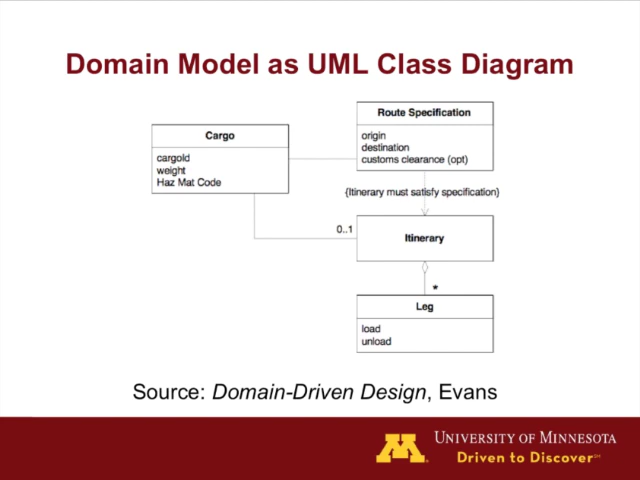 Domain Model as UML Class Diagram
Route Specification
origin
destination
customs clearance (opt)
Cargo
cargoId
weight
Haz Mat Code
{Itinerary must satisfy specification}
0..1
Itinerary
*
Leg
load
unload
Source: Domain-Driven Design, Evans
UNIVERSITY OF MINNESOTA
Driven to Discover℠